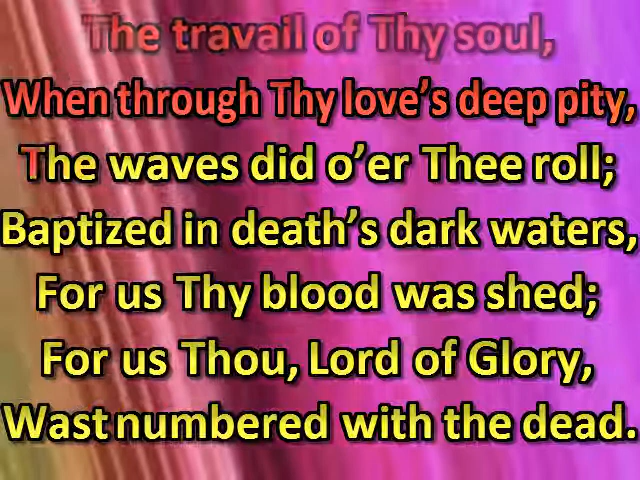 The travail of Thy soul,
When through Thy love’s deep pity,
The waves did o’er Thee roll;
Baptized in death’s dark waters,
For us Thy blood was shed;
For us Thou, Lord of Glory,
Wast numbered with the dead.